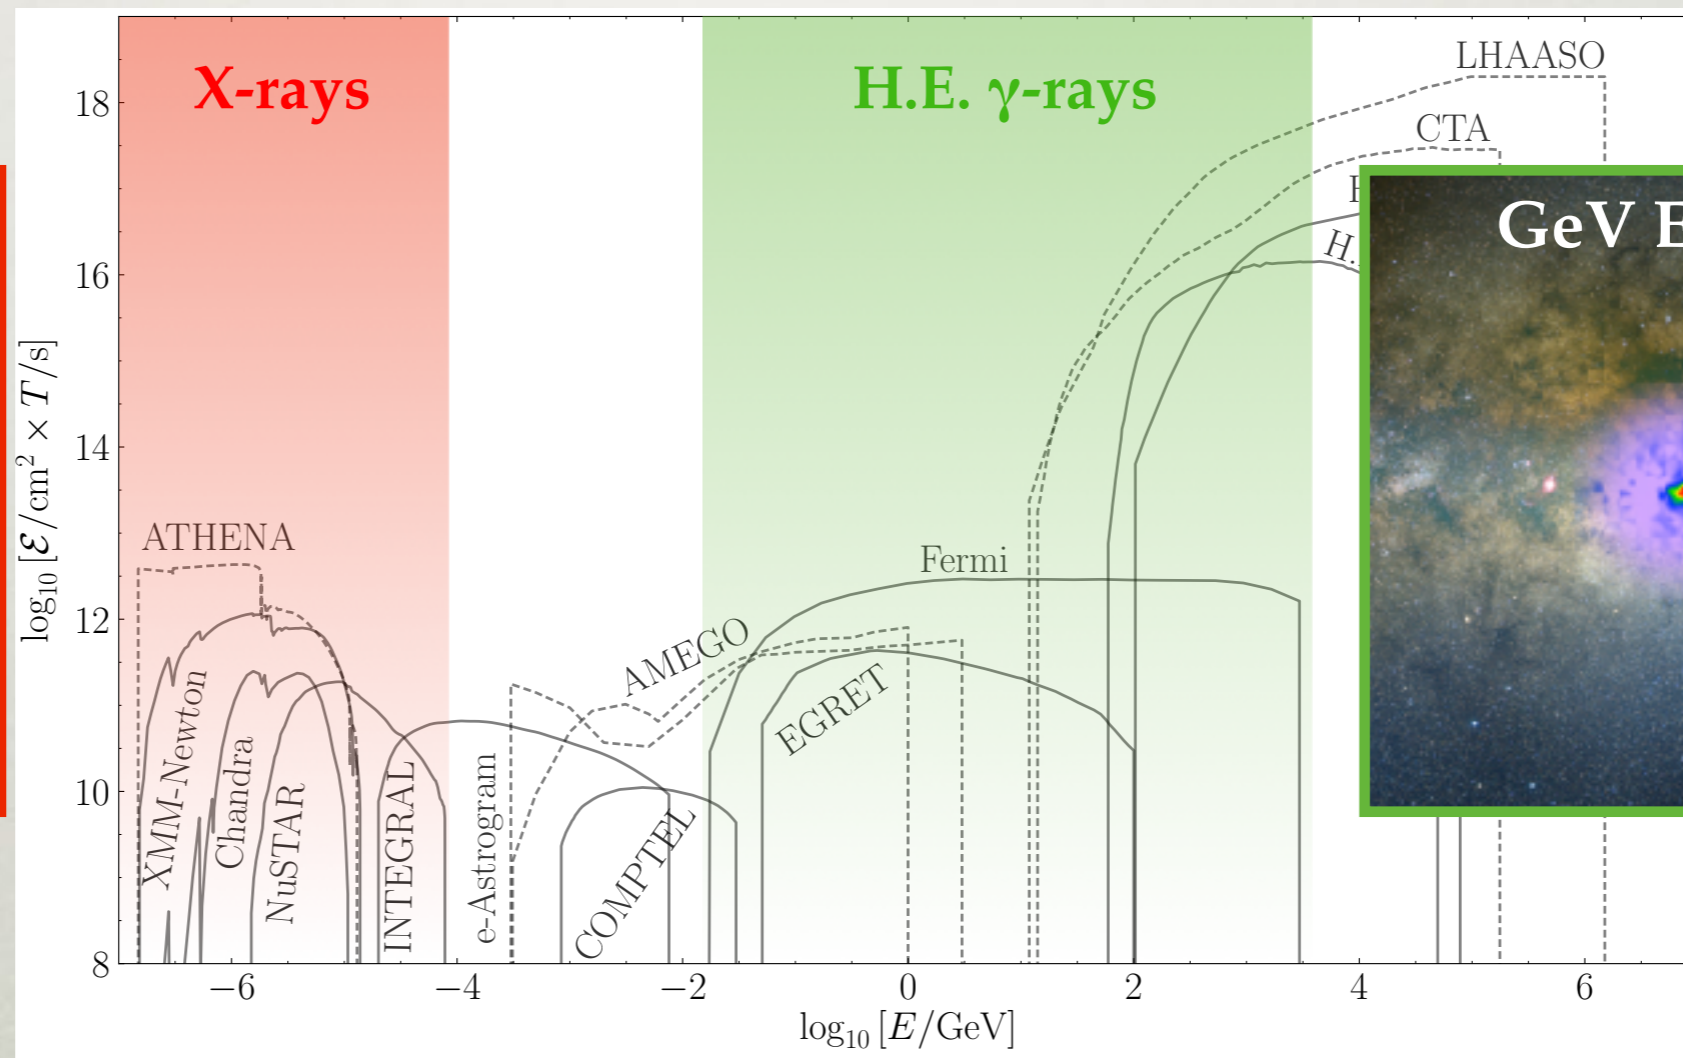 X-rays
H.E. γ-rays
LHAASO
CTA
H.
GeV
ATHENA
Fermi
AMEGO
EGRET
XMM-Newton
Chandra
NuSTAR
INTEGRAL
e-Astrogram
COMPTEL
log₁₀ [ℰ/cm² × T/s]
18
16
14
12
10
8
−6 −4 −2 0 2 4 6
log₁₀ [E/GeV]